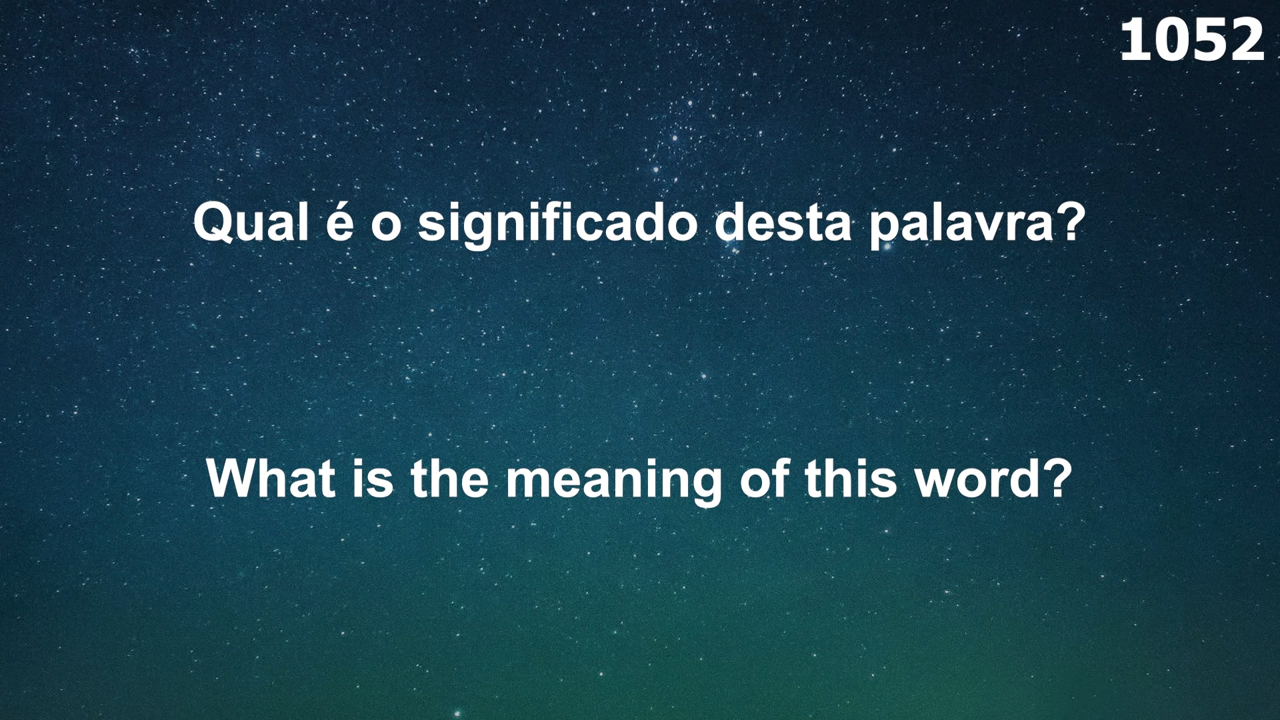 1052
Qual é o significado desta palavra?
What is the meaning of this word?